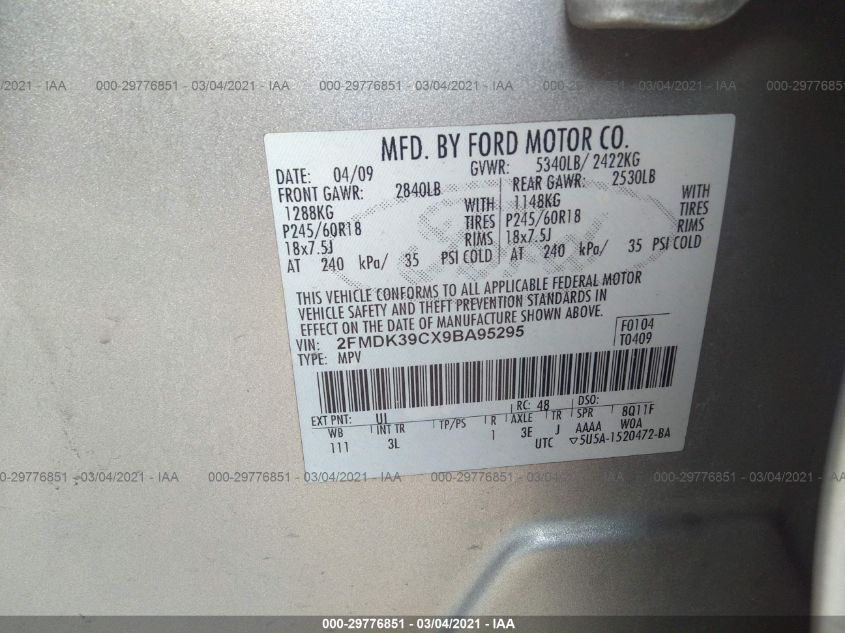 /04/2021 - IAA 000-29776851 - 03/04/2021 - IAA 000-29776851 - 03/04/2021 - IAA 000-29776851 - 03/04/2021 - IAA 000-29776851 - 03/
MFD. BY FORD MOTOR CO.
DATE: 04/09 GVWR: 5340LB/ 2422KG
FRONT GAWR: 2840LB REAR GAWR: 2530LB
1288KG WITH 1148KG WITH
P245/60R18 TIRES P245/60R18 TIRES
18x7.5J RIMS 18x7.5J RIMS
AT 240 kPa/ 35 PSI COLD AT 240 kPa/ 35 PSI COLD
THIS VEHICLE CONFORMS TO ALL APPLICABLE FEDERAL MOTOR
VEHICLE SAFETY AND THEFT PREVENTION STANDARDS IN
EFFECT ON THE DATE OF MANUFACTURE SHOWN ABOVE.
VIN: 2FMDK39CX9BA95295 F0104
TYPE: MPV T0409
EXT PNT: UI RC: 48 DSO:
WB INT TR TP/PS R AXLE TR SPR 8Q11F
111 3L 1 3E J AAAA W0A
UTC ▽5U5A-1520472-BA
/04/2021 - IAA 000-29776851 - 03/04/2021 - IAA 000-29776851 - 03/04/2021 - IAA 000-29776851 - 03/04/2021 - IAA 000-29776851 - 03/
000-29776851 - 03/04/2021 - IAA